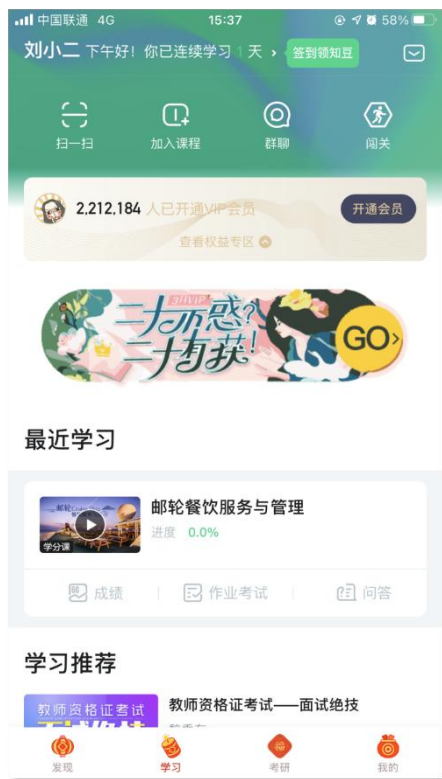 中国联通 4G 15:37 58%
刘小二 下午好！你已连续学习 1 天 › 签到领知豆
扫一扫 加入课程 群聊 闯关
2,212,184 人已开通VIP会员 开通会员
查看权益专区
二十不惑?
二十有获!
GO›
最近学习
邮轮餐饮服务与管理
学分课
进度 0.0%
成绩 作业考试 问答
学习推荐
教师资格证考试
教师资格证考试——面试绝技
发现 学习 考研 我的